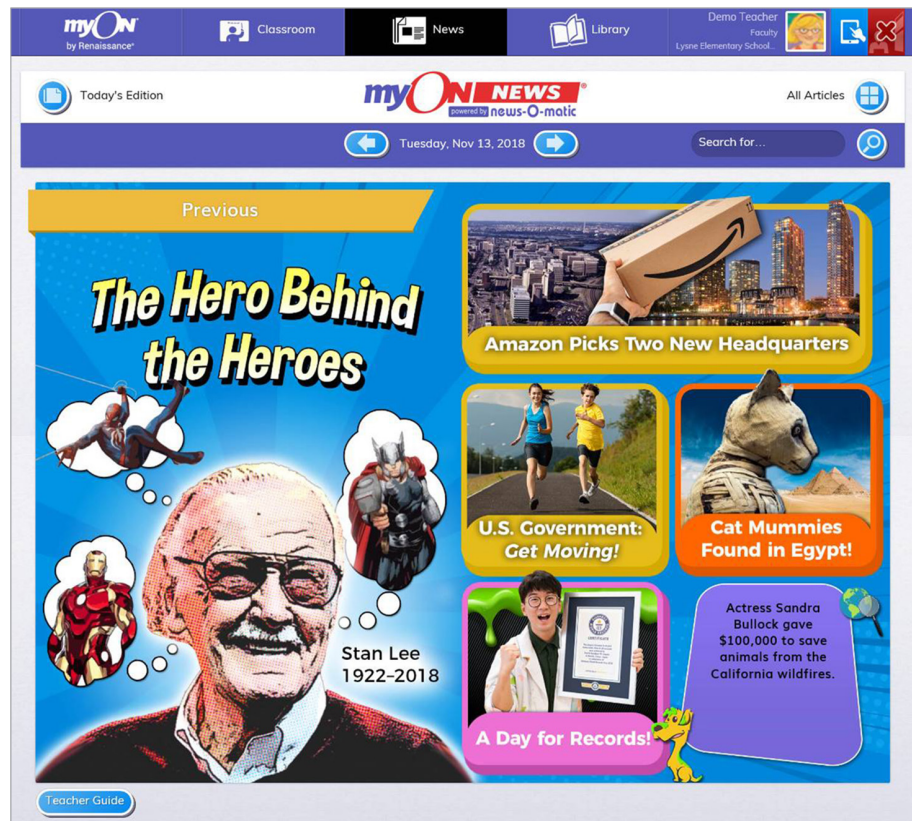 myON
by Renaissance®
Classroom
News
Library
Demo Teacher
Faculty
Lysne Elementary School...
Today's Edition
myON NEWS®
powered by news-O-matic
All Articles
Tuesday, Nov 13, 2018
Search for...
Previous
The Hero Behind
the Heroes
Stan Lee
1922–2018
Amazon Picks Two New Headquarters
U.S. Government:
Get Moving!
Cat Mummies
Found in Egypt!
A Day for Records!
Actress Sandra
Bullock gave
$100,000 to save
animals from the
California wildfires.
Teacher Guide